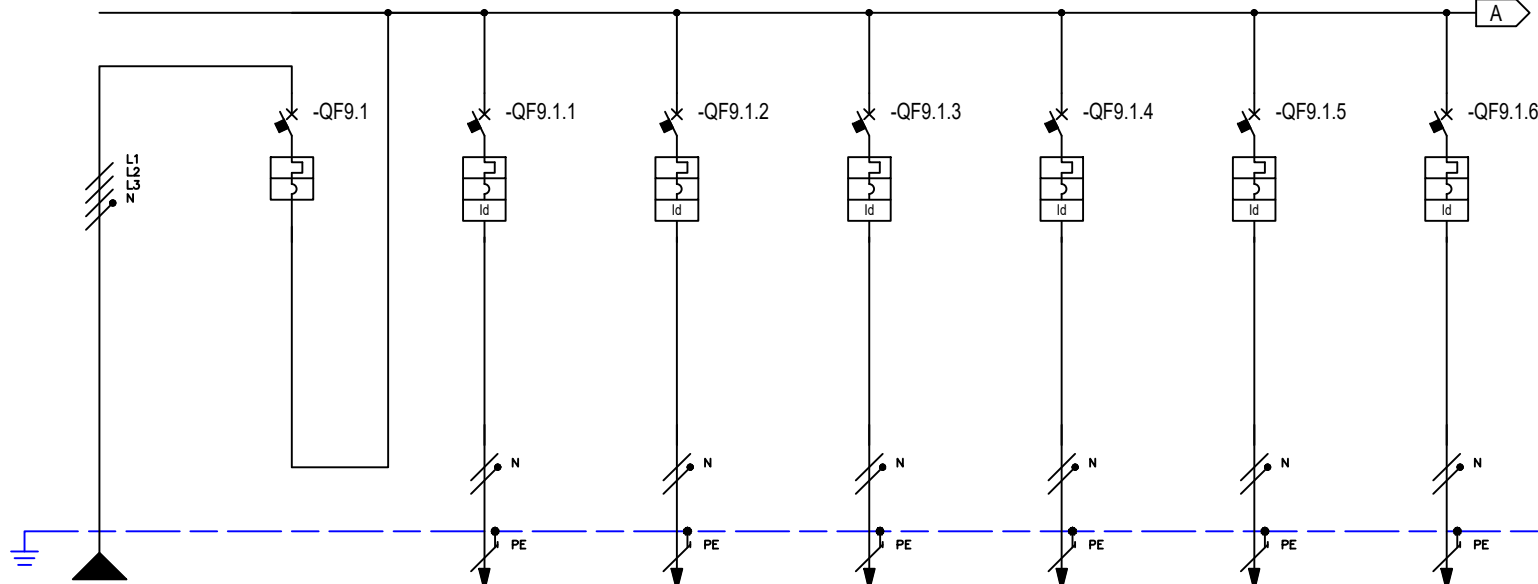 A
-QF9.1 -QF9.1.1 -QF9.1.2 -QF9.1.3 -QF9.1.4 -QF9.1.5 -QF9.1.6
L1
L2
L3
N
Id Id Id Id Id Id
N N N N N N
PE PE PE PE PE PE